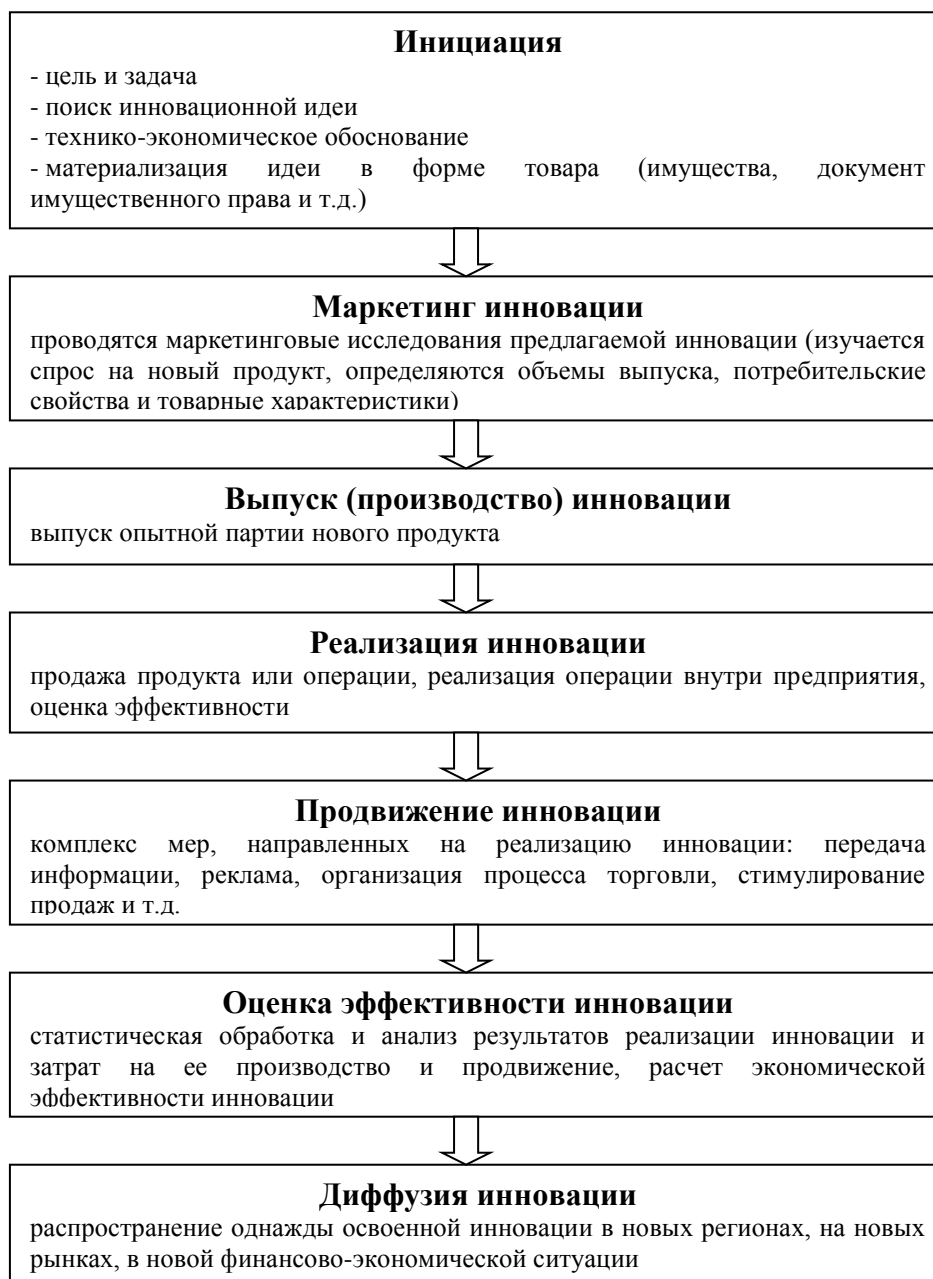 Инициация
- цель и задача
- поиск инновационной идеи
- технико-экономическое обоснование
- материализация идеи в форме товара (имущества, документ
имущественного права и т.д.)
Маркетинг инновации
проводятся маркетинговые исследования предлагаемой инновации (изучается
спрос на новый продукт, определяются объемы выпуска, потребительские
свойства и товарные характеристики)
Выпуск (производство) инновации
выпуск опытной партии нового продукта
Реализация инновации
продажа продукта или операции, реализация операции внутри предприятия,
оценка эффективности
Продвижение инновации
комплекс мер, направленных на реализацию инновации: передача
информации, реклама, организация процесса торговли, стимулирование
продаж и т.д.
Оценка эффективности инновации
статистическая обработка и анализ результатов реализации инновации и
затрат на ее производство и продвижение, расчет экономической
эффективности инновации
Диффузия инновации
распространение однажды освоенной инновации в новых регионах, на новых
рынках, в новой финансово-экономической ситуации